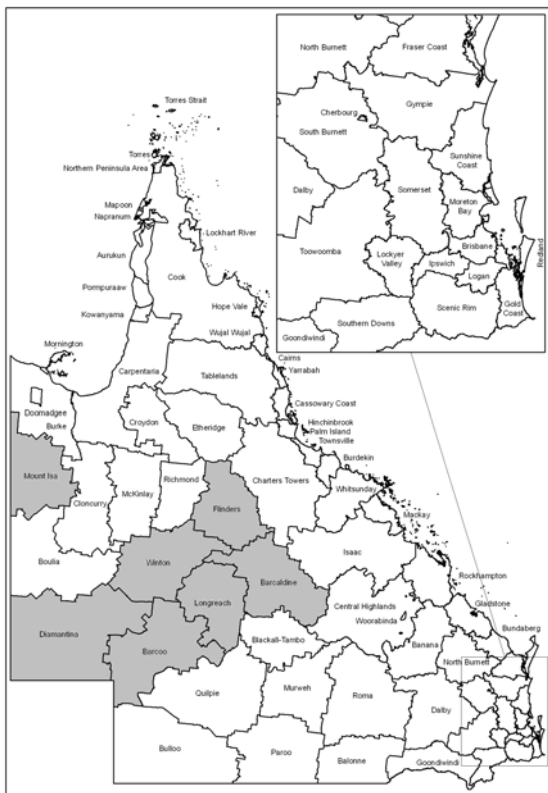 North Burnett
Fraser Coast
Cherbourg
Gympie
South Burnett
Sunshine
Coast
Dalby
Somerset
Moreton
Bay
Toowoomba
Lockyer
Valley
Brisbane
Ipswich
Logan
Redland
Scenic Rim
Gold
Coast
Southern Downs
Goondiwindi
Torres Strait
Torres
Northern Peninsula Area
Mapoon
Napranum
Lockhart River
Aurukun
Cook
Pormpuraaw
Hope Vale
Kowanyama
Wujal Wujal
Mornington
Cairns
Yarrabah
Carpentaria
Tablelands
Cassowary Coast
Doomadgee
Burke
Croydon
Etheridge
Hinchinbrook
Palm Island
Townsville
Burdekin
Mount Isa
Cloncurry
McKinlay
Richmond
Flinders
Charters Towers
Whitsunday
Mackay
Boulia
Winton
Barcaldine
Isaac
Longreach
Rockhampton
Central Highlands
Woorabinda
Gladstone
Diamantina
Barcoo
Blackall-Tambo
Banana
Bundaberg
North Burnett
Quilpie
Murweh
Roma
Dalby
Bulloo
Paroo
Balonne
Goondiwindi